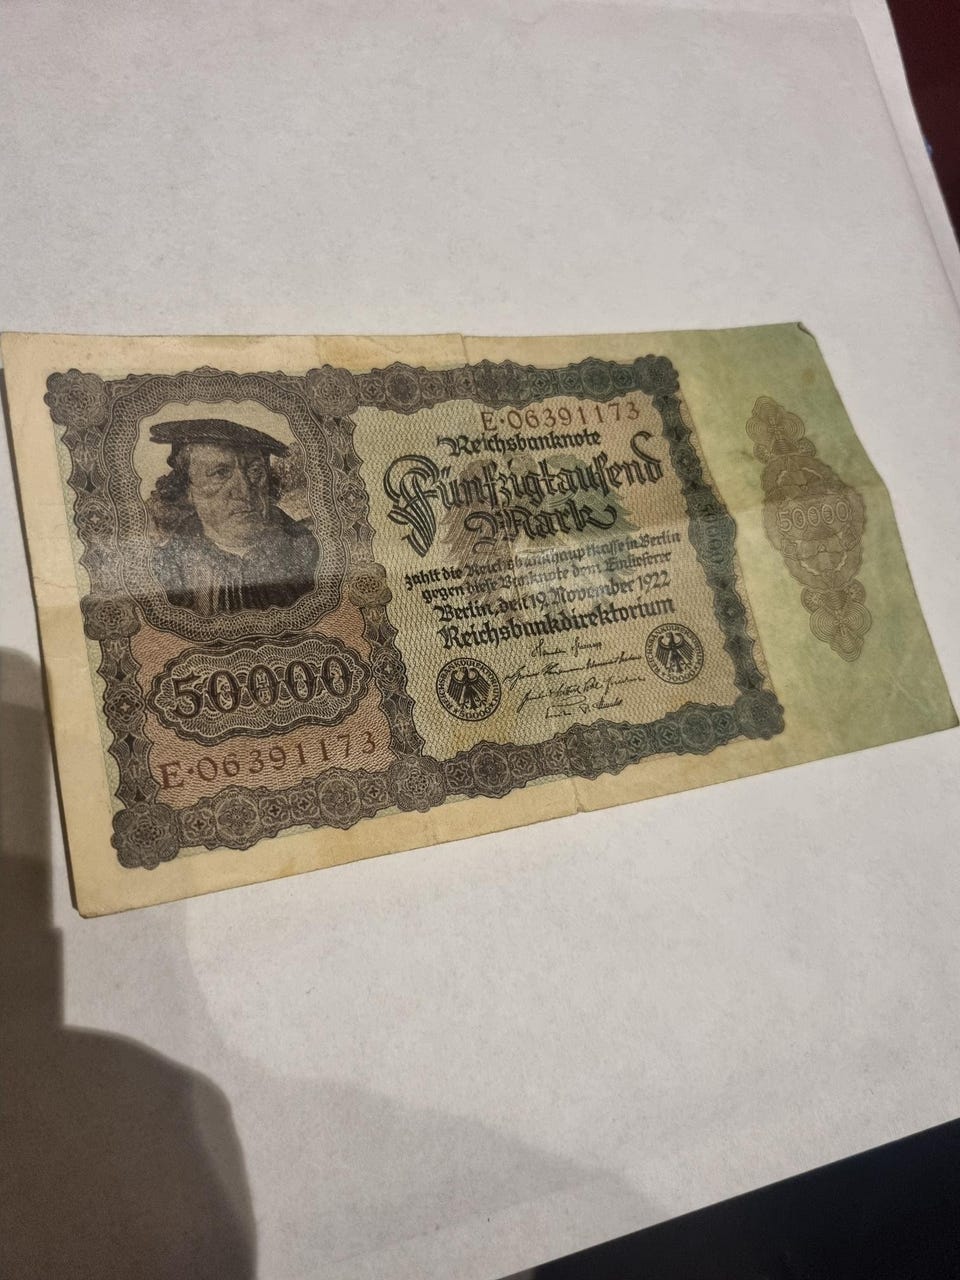 E·06391173
Reichsbanknote
Fünfzigtausend
Mark
zahlt die Reichsbankhauptkasse in Berlin
gegen diese Banknote dem Einlieferer
Berlin, den 19. November 1922
Reichsbankdirektorium
50000
E·06391173
50000